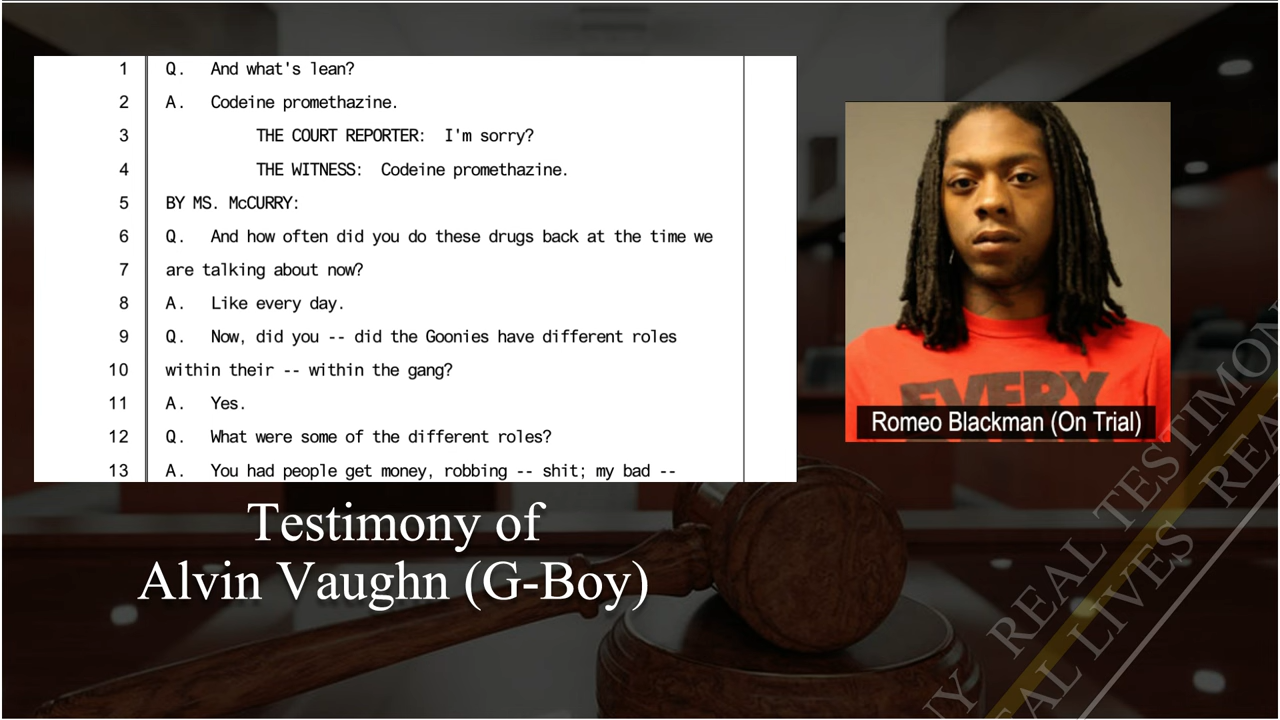 1 Q. And what's lean?
2 A. Codeine promethazine.
3 THE COURT REPORTER: I'm sorry?
4 THE WITNESS: Codeine promethazine.
5 BY MS. McCURRY:
6 Q. And how often did you do these drugs back at the time we
7 are talking about now?
8 A. Like every day.
9 Q. Now, did you -- did the Goonies have different roles
10 within their -- within the gang?
11 A. Yes.
12 Q. What were some of the different roles?
13 A. You had people get money, robbing -- shit; my bad --
EVERY
Romeo Blackman (On Trial)
Testimony of
Alvin Vaughn (G-Boy)
REAL TESTIMON
REAL LIVES